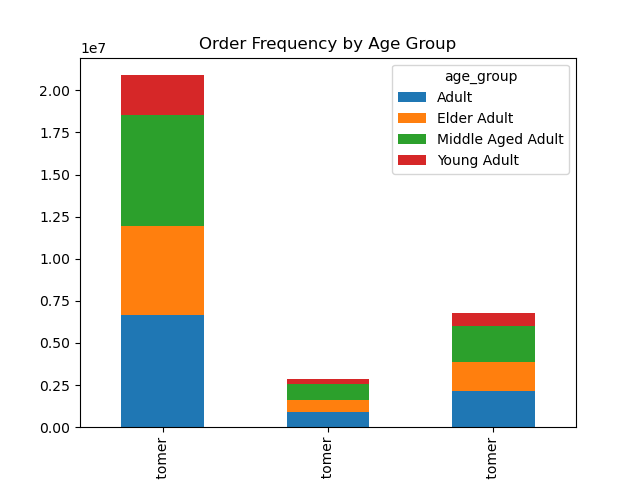 Order Frequency by Age Group
1e7
2.00
1.75
1.50
1.25
1.00
0.75
0.50
0.25
0.00
age_group
Adult
Elder Adult
Middle Aged Adult
Young Adult
tomer
tomer
tomer